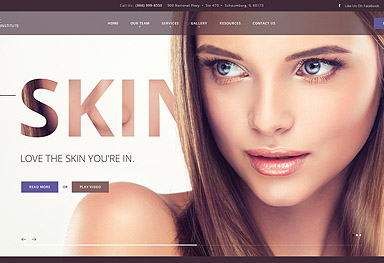 Call Us: (866) 999-8550 500 National Pkwy • Ste 470 • Schaumburg, IL 60173
Like Us On Facebook
INSTITUTE
HOME OUR TEAM SERVICES GALLERY RESOURCES CONTACT US
SKIN
LOVE THE SKIN YOU'RE IN.
READ MORE OR PLAY VIDEO